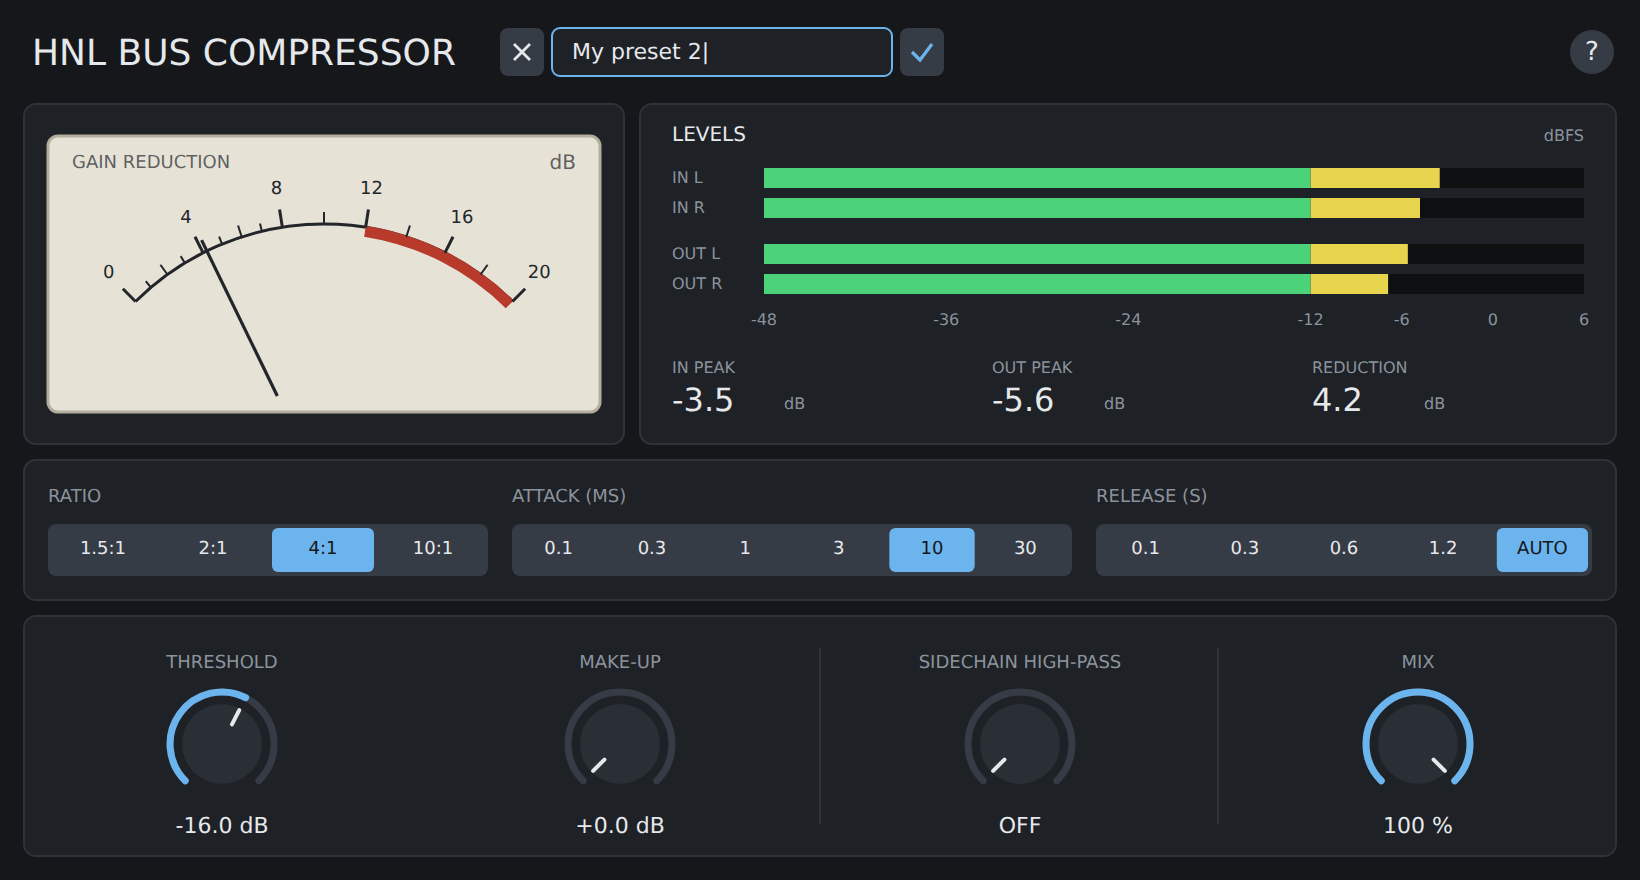 HNL BUS COMPRESSOR
My preset 2
?
GAIN REDUCTION
dB
0
4
8
12
16
20
LEVELS
dBFS
IN L
IN R
OUT L
OUT R
-48 -36 -24 -12 -6 0 6
IN PEAK
-3.5 dB
OUT PEAK
-5.6 dB
REDUCTION
4.2 dB
RATIO
1.5:1 2:1 4:1 10:1
ATTACK (MS)
0.1 0.3 1 3 10 30
RELEASE (S)
0.1 0.3 0.6 1.2 AUTO
THRESHOLD
-16.0 dB
MAKE-UP
+0.0 dB
SIDECHAIN HIGH-PASS
OFF
MIX
100 %